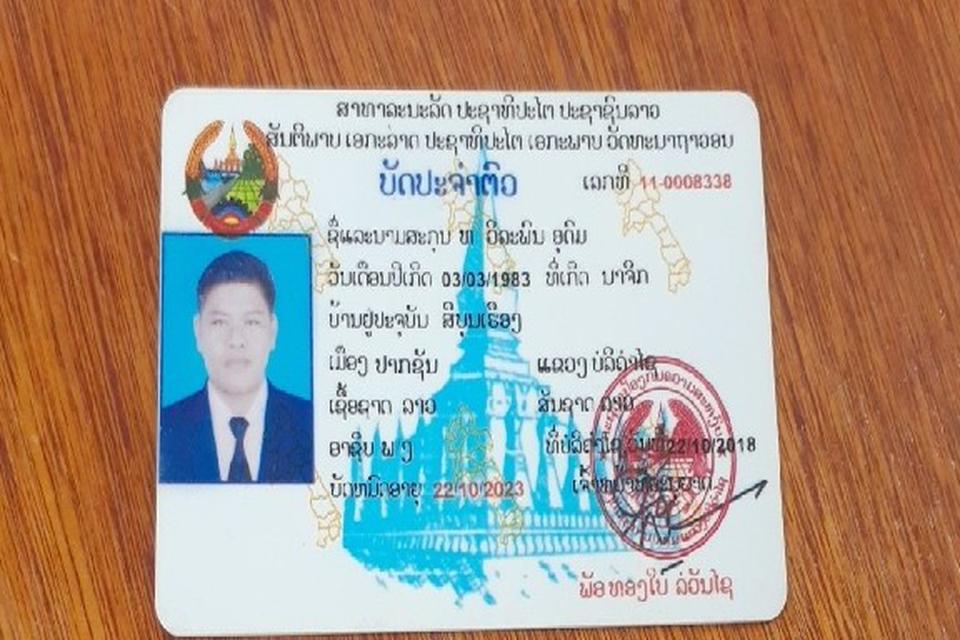 ສາທາລະນະລັດ ປະຊາທິປະໄຕ ປະຊາຊົນລາວ
ສັນຕິພາບ ເອກະລາດ ປະຊາທິປະໄຕ ເອກະພາບ ວັດທະນາຖາວອນ
ບັດປະຈຳຕົວ
ເລກທີ 11-0008338
ຊື່ແລະນາມສະກຸນ ທ ວິລະພົນ ອຸດົມ
ວັນເດືອນປີເກີດ 03/03/1983 ທີ່ເກີດ ນາຈິກ
ບ້ານຢູ່ປະຈຸບັນ ສີບຸນເຮືອງ
ເມືອງ ປາກຊັນ ແຂວງ ບໍລິຄຳໄຊ
ເຊື້ອຊາດ ລາວ ສັນຊາດ ລາວ
ອາຊີບ ພ ງ ທີ່ບໍລິຄຳໄຊ ວັນທີ 22/10/2018
ບັດຫມົດອາຍຸ 22/10/2023
ພັອ ທອງໃບ ລ່ວັນໄຊ